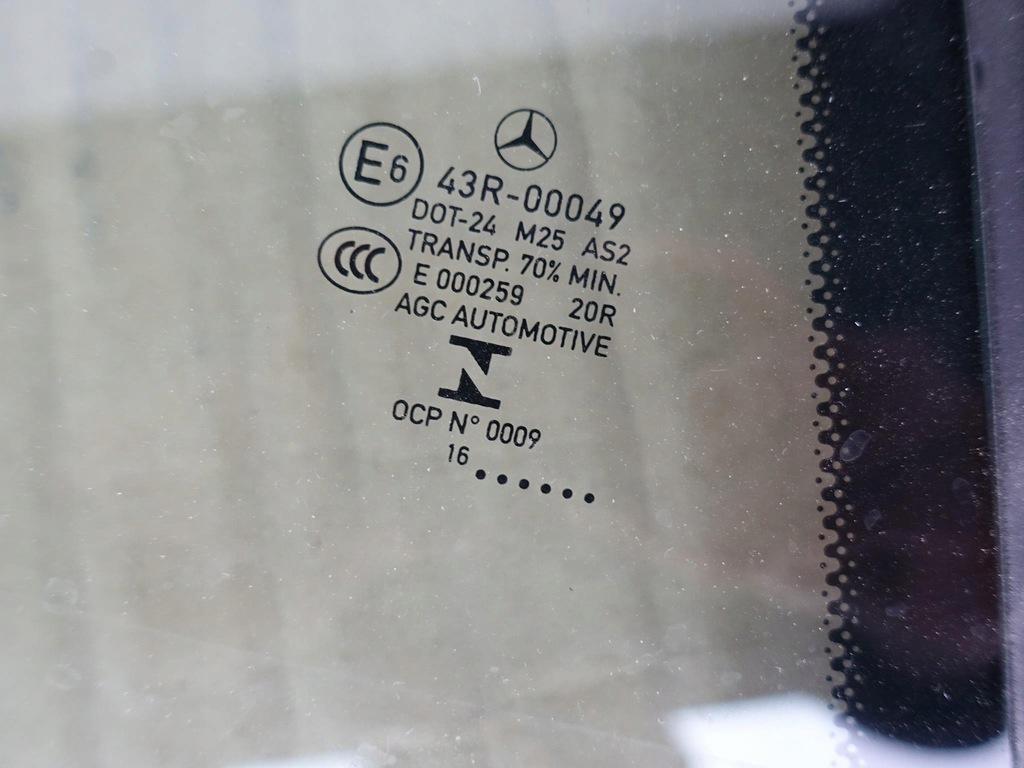 E6 43R-00049
DOT-24 M25 AS2
CCC TRANSP. 70% MIN.
E 000259 20R
AGC AUTOMOTIVE
OCP N° 0009
16 ......